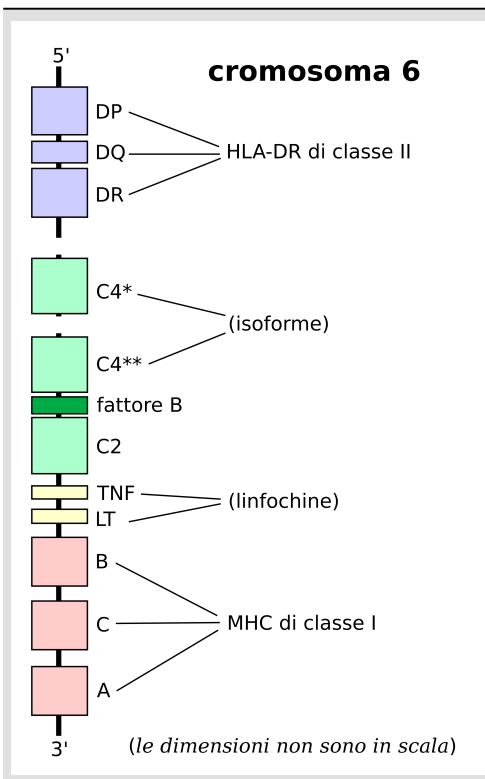 5'
cromosoma 6
DP
DQ
HLA-DR di classe II
DR
C4*
(isoforme)
C4**
fattore B
C2
TNF
(linfochine)
LT
B
C
MHC di classe I
A
3'
(le dimensioni non sono in scala)